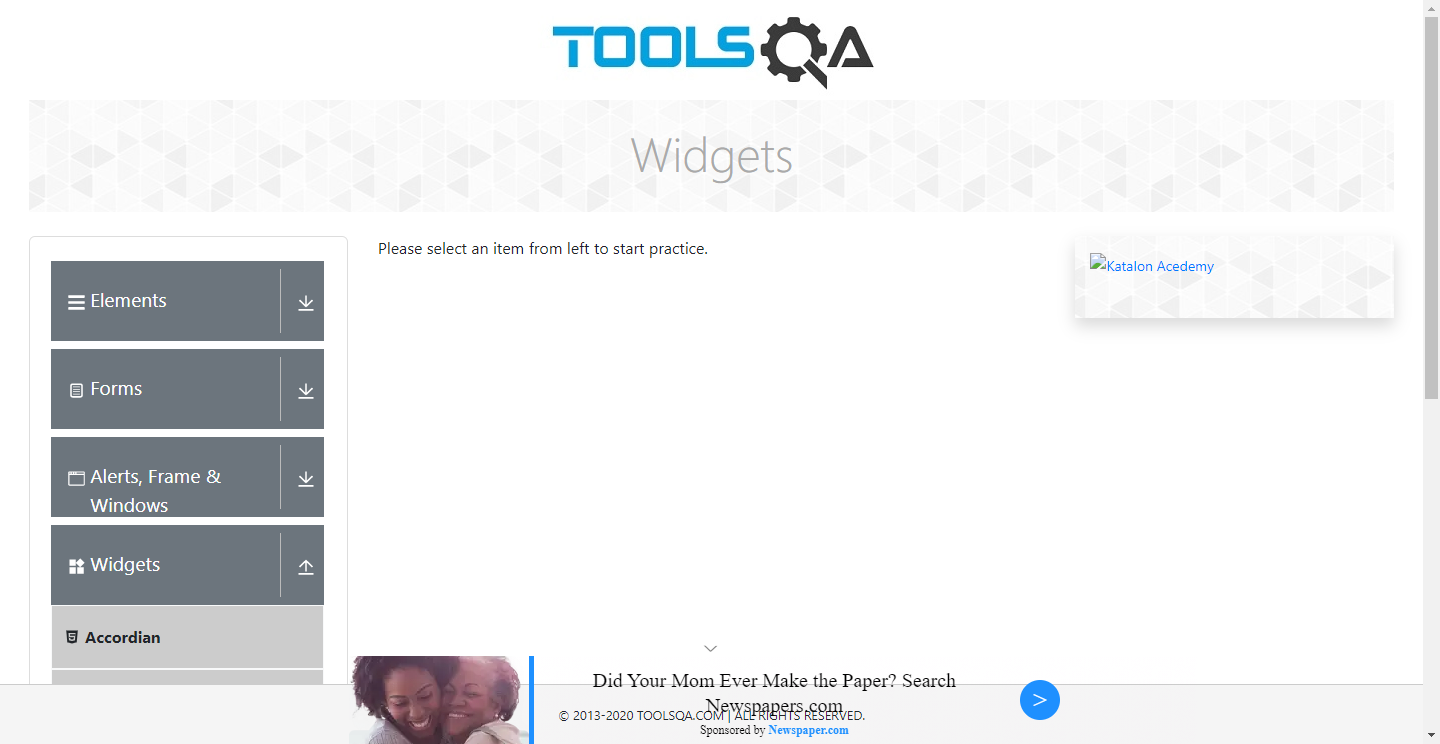 TOOLSQA
Widgets
Elements
Forms
Alerts, Frame &
Windows
Widgets
Accordian
Please select an item from left to start practice.
Katalon Acedemy
Did Your Mom Ever Make the Paper? Search
Newspapers.com
© 2013-2020 TOOLSQA.COM | ALL RIGHTS RESERVED.
Sponsored by Newspaper.com
>